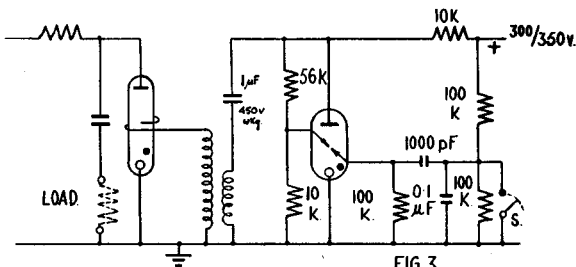 10K
300/350v.
+
1µF
450v
wkg.
56K
100
K
1000 pF
LOAD
10
K.
100
K.
0·1
µF
100
K.
S.
FIG 3